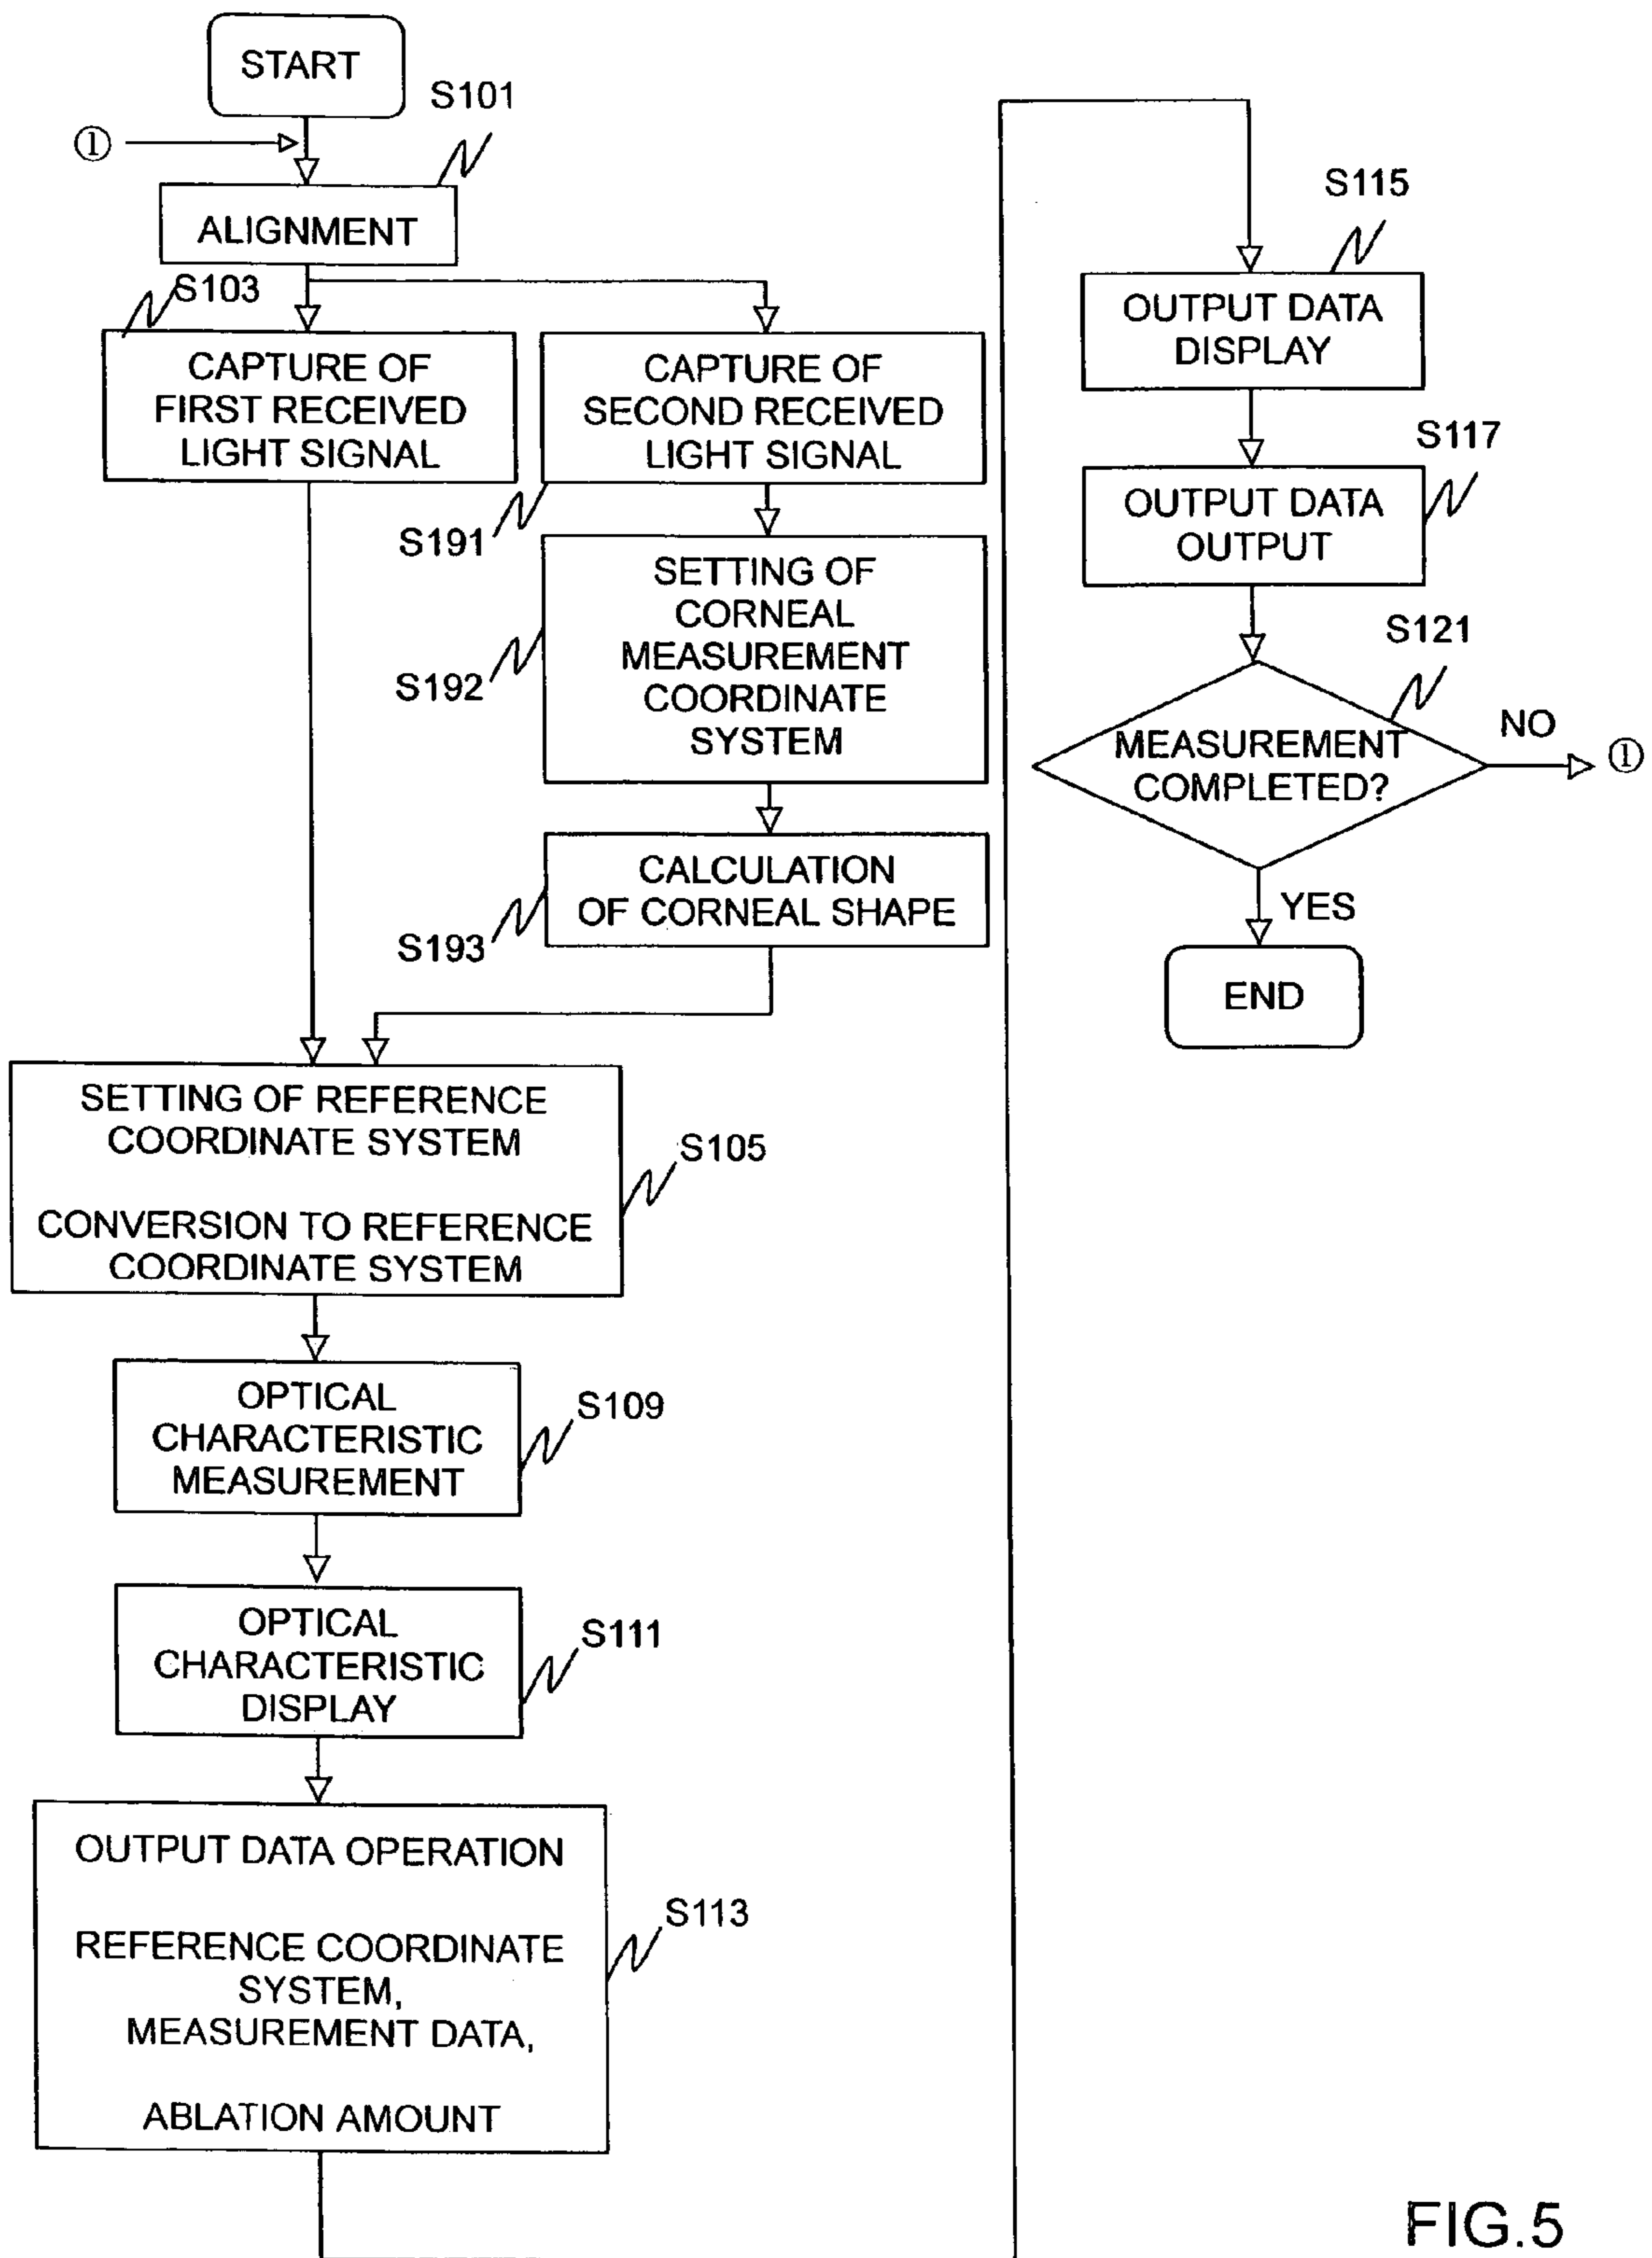 START
①
S101
ALIGNMENT
S103
CAPTURE OF
FIRST RECEIVED
LIGHT SIGNAL
CAPTURE OF
SECOND RECEIVED
LIGHT SIGNAL
S191
SETTING OF
CORNEAL
MEASUREMENT
COORDINATE
SYSTEM
S192
CALCULATION
OF CORNEAL SHAPE
S193
SETTING OF REFERENCE
COORDINATE SYSTEM
CONVERSION TO REFERENCE
COORDINATE SYSTEM
S105
OPTICAL
CHARACTERISTIC
MEASUREMENT
S109
OPTICAL
CHARACTERISTIC
DISPLAY
S111
OUTPUT DATA OPERATION
REFERENCE COORDINATE
SYSTEM,
MEASUREMENT DATA,
ABLATION AMOUNT
S113
S115
OUTPUT DATA
DISPLAY
S117
OUTPUT DATA
OUTPUT
S121
MEASUREMENT
COMPLETED?
NO
①
YES
END
FIG.5